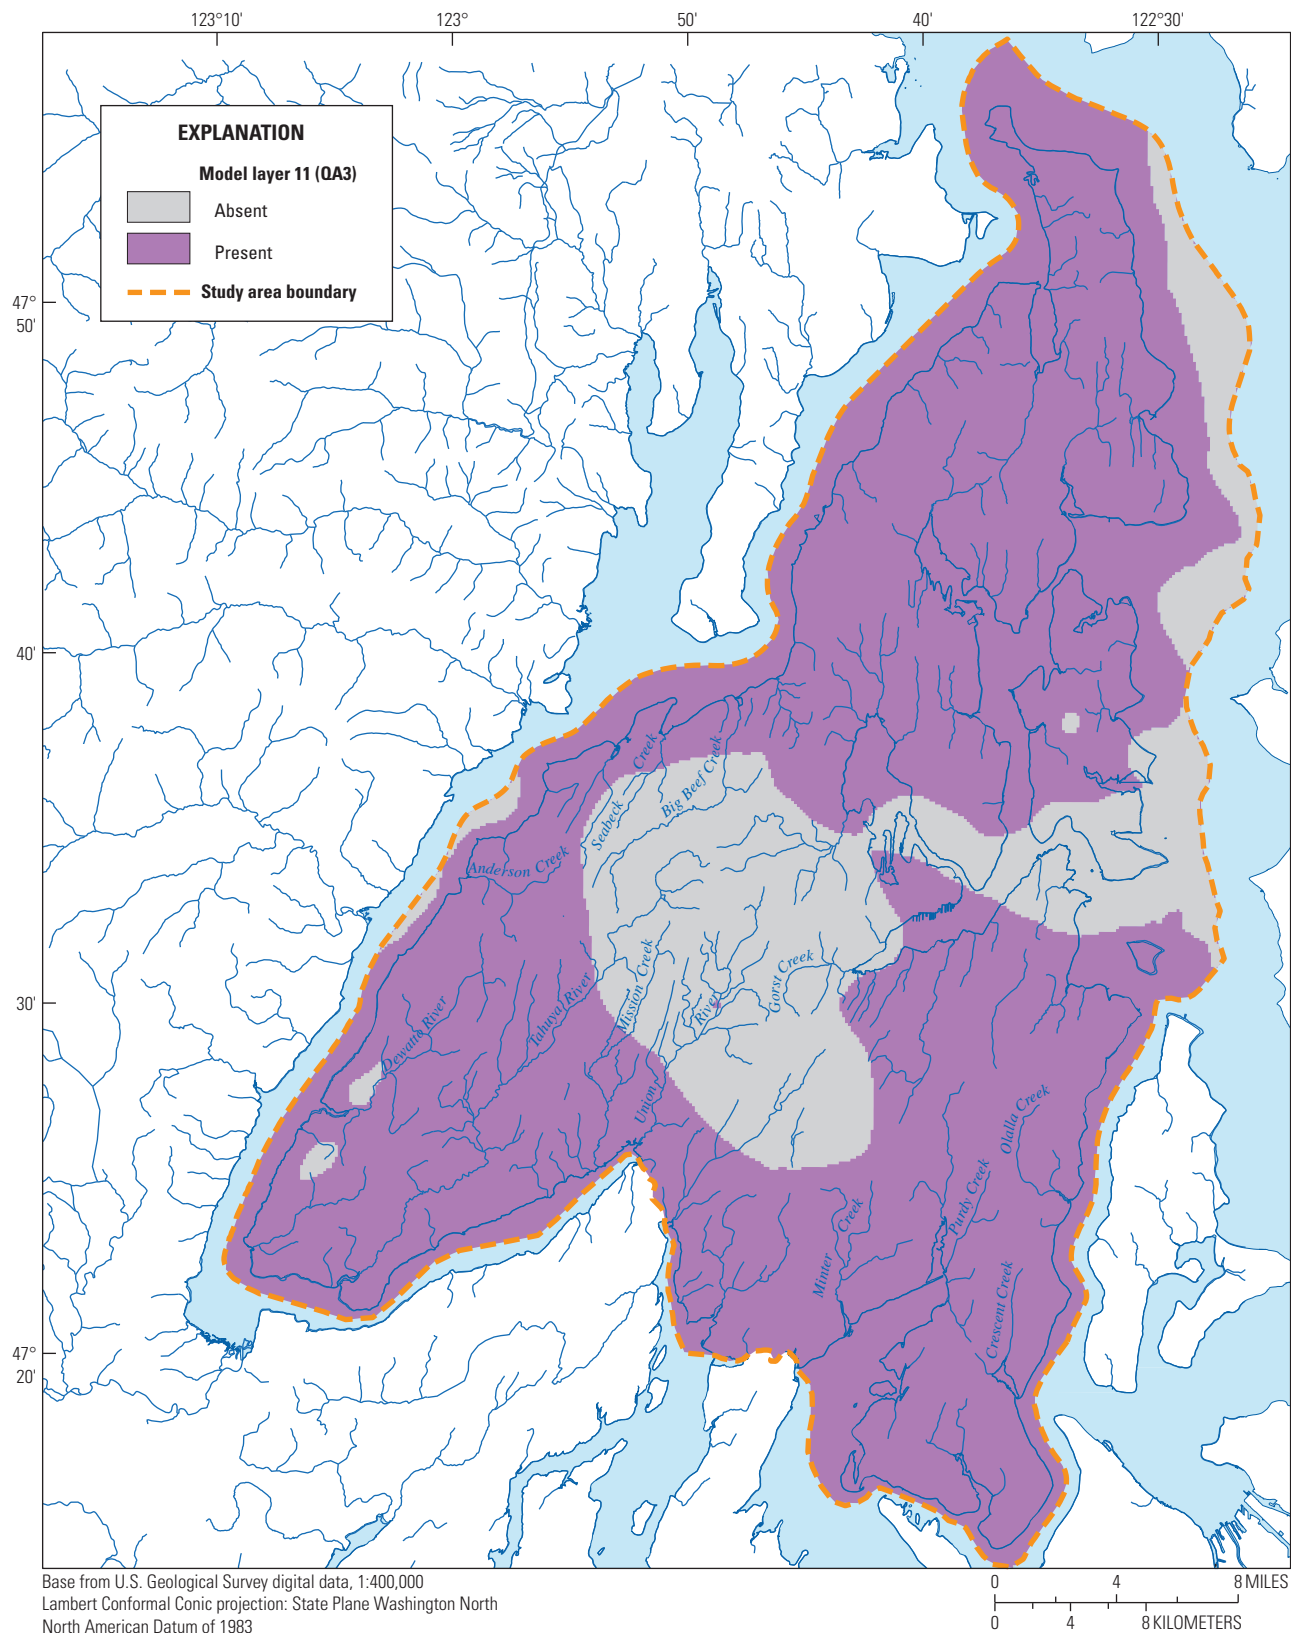 123°10'
123°
50'
40'
122°30'
EXPLANATION
Model layer 11 (QA3)
Absent
Present
Study area boundary
47°
50'
40'
30'
47°
20'
Seabeck Creek
Big Beef Creek
Anderson Creek
Mission Creek
Tahuya River
Dewatto River
Gorst Creek
Union River
Olalla Creek
Purdy Creek
Minter Creek
Crescent Creek
Base from U.S. Geological Survey digital data, 1:400,000
Lambert Conformal Conic projection: State Plane Washington North
North American Datum of 1983
0 4 8 MILES
0 4 8 KILOMETERS